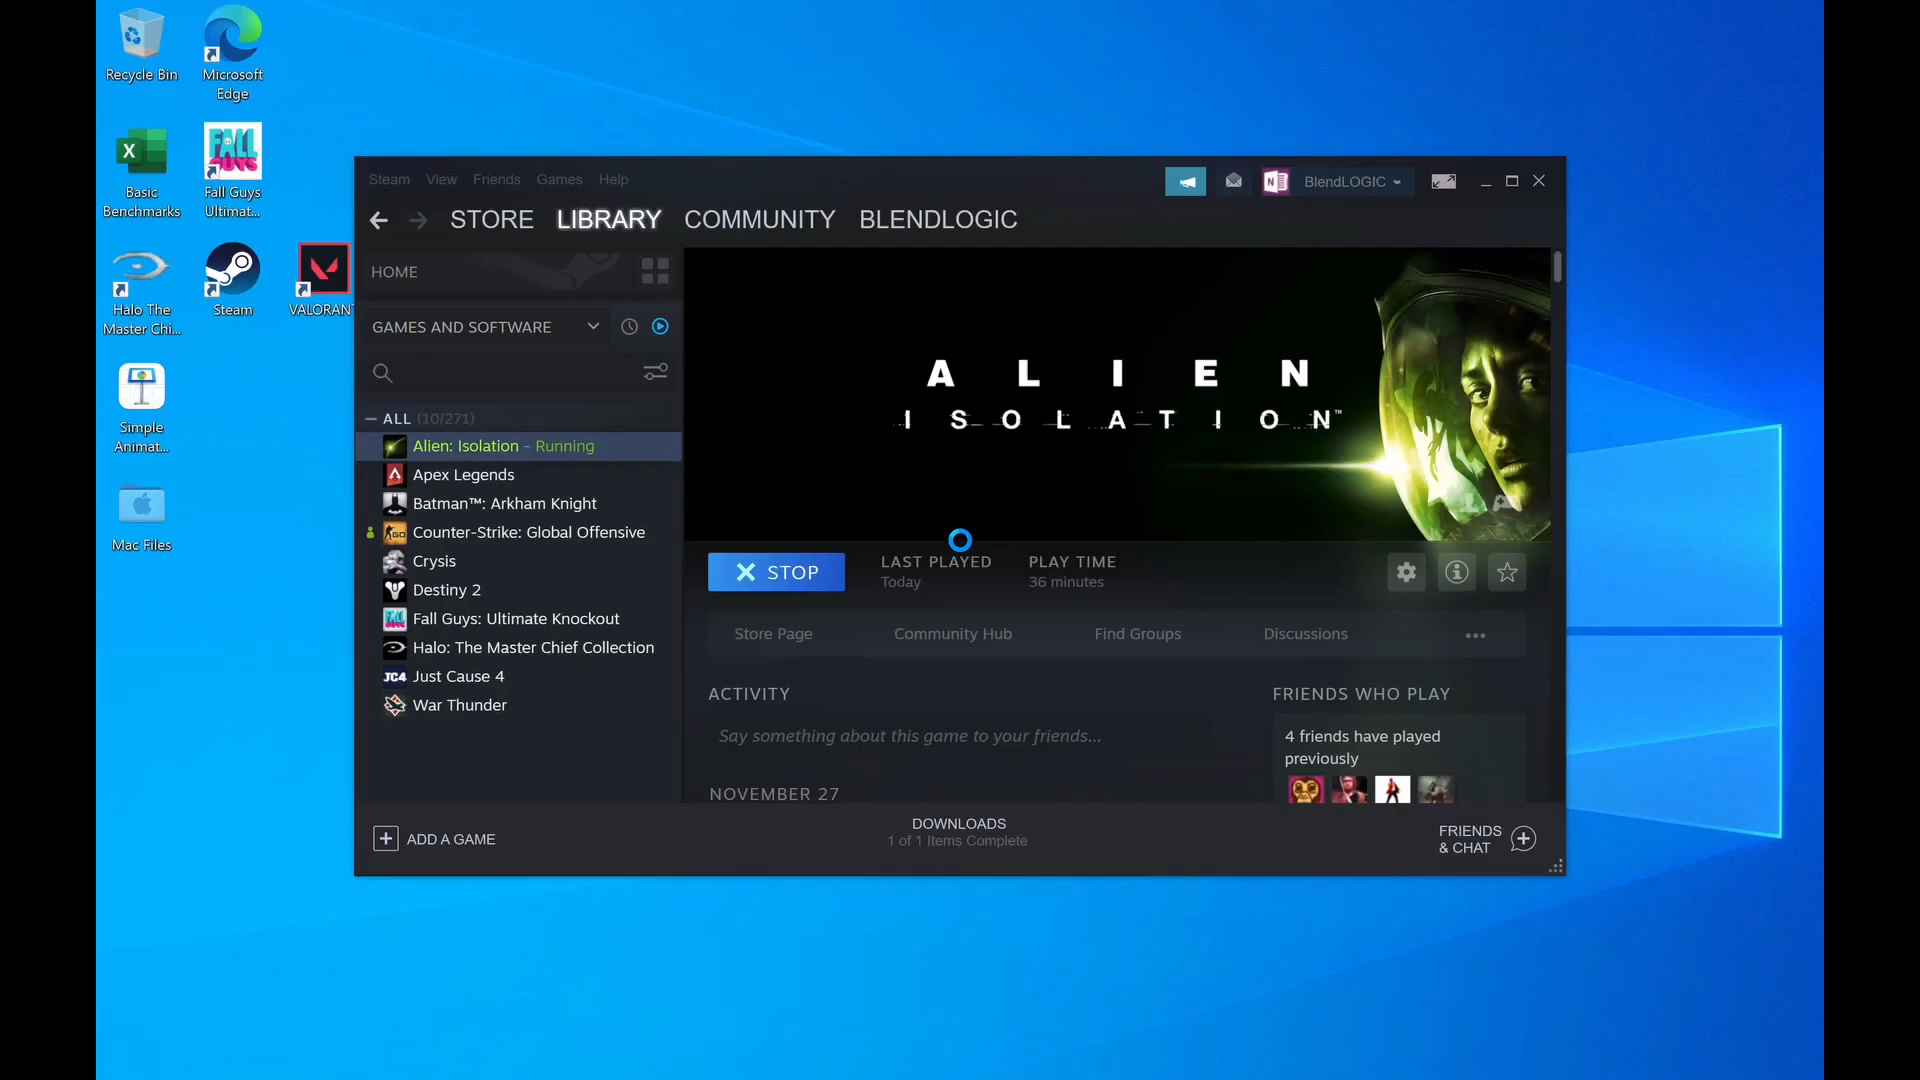 Recycle Bin
Microsoft
Edge
Basic
Benchmarks
FALL
GUYS
Fall Guys
Ultimat...
Halo The
Master Chi...
Steam
VALORANT
Simple
Animat...
Mac Files
Steam View Friends Games Help
BlendLOGIC
STORE LIBRARY COMMUNITY BLENDLOGIC
HOME
GAMES AND SOFTWARE
ALL (10/271)
Alien: Isolation - Running
Apex Legends
Batman™: Arkham Knight
Counter-Strike: Global Offensive
Crysis
Destiny 2
Fall Guys: Ultimate Knockout
Halo: The Master Chief Collection
JC4 Just Cause 4
War Thunder
ALIEN
ISOLATION™
STOP
LAST PLAYED
Today
PLAY TIME
36 minutes
Store Page Community Hub Find Groups Discussions
ACTIVITY
Say something about this game to your friends...
NOVEMBER 27
FRIENDS WHO PLAY
4 friends have played
previously
ADD A GAME
DOWNLOADS
1 of 1 Items Complete
FRIENDS
& CHAT